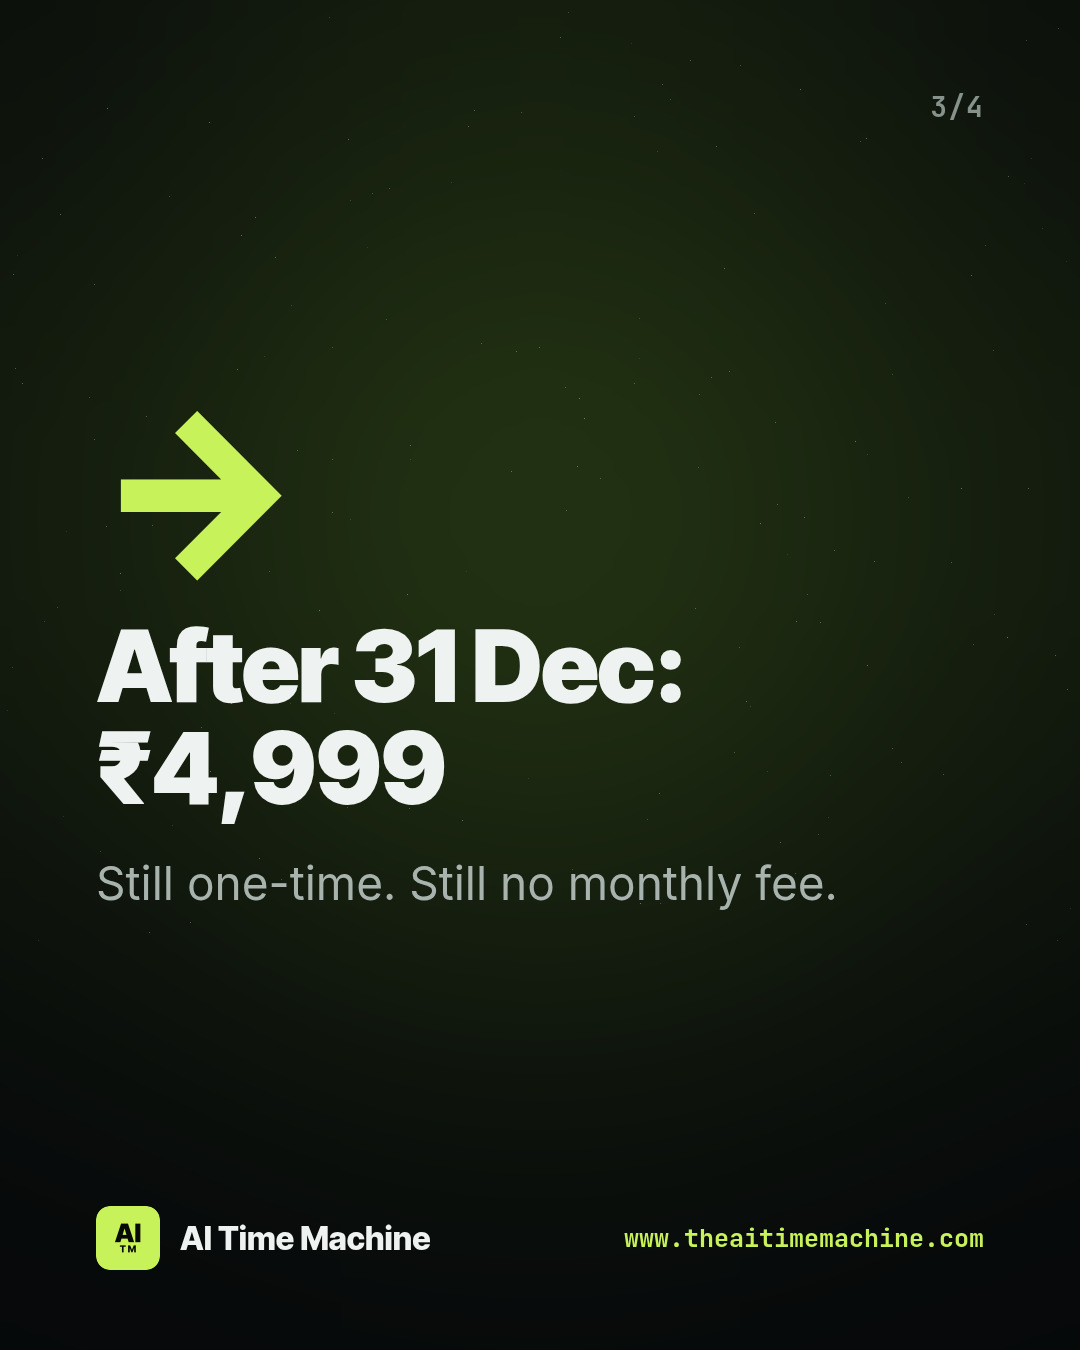 3/4
After 31 Dec:
₹4,999
Still one-time. Still no monthly fee.
AI
TM
AI Time Machine
www.theaitimemachine.com